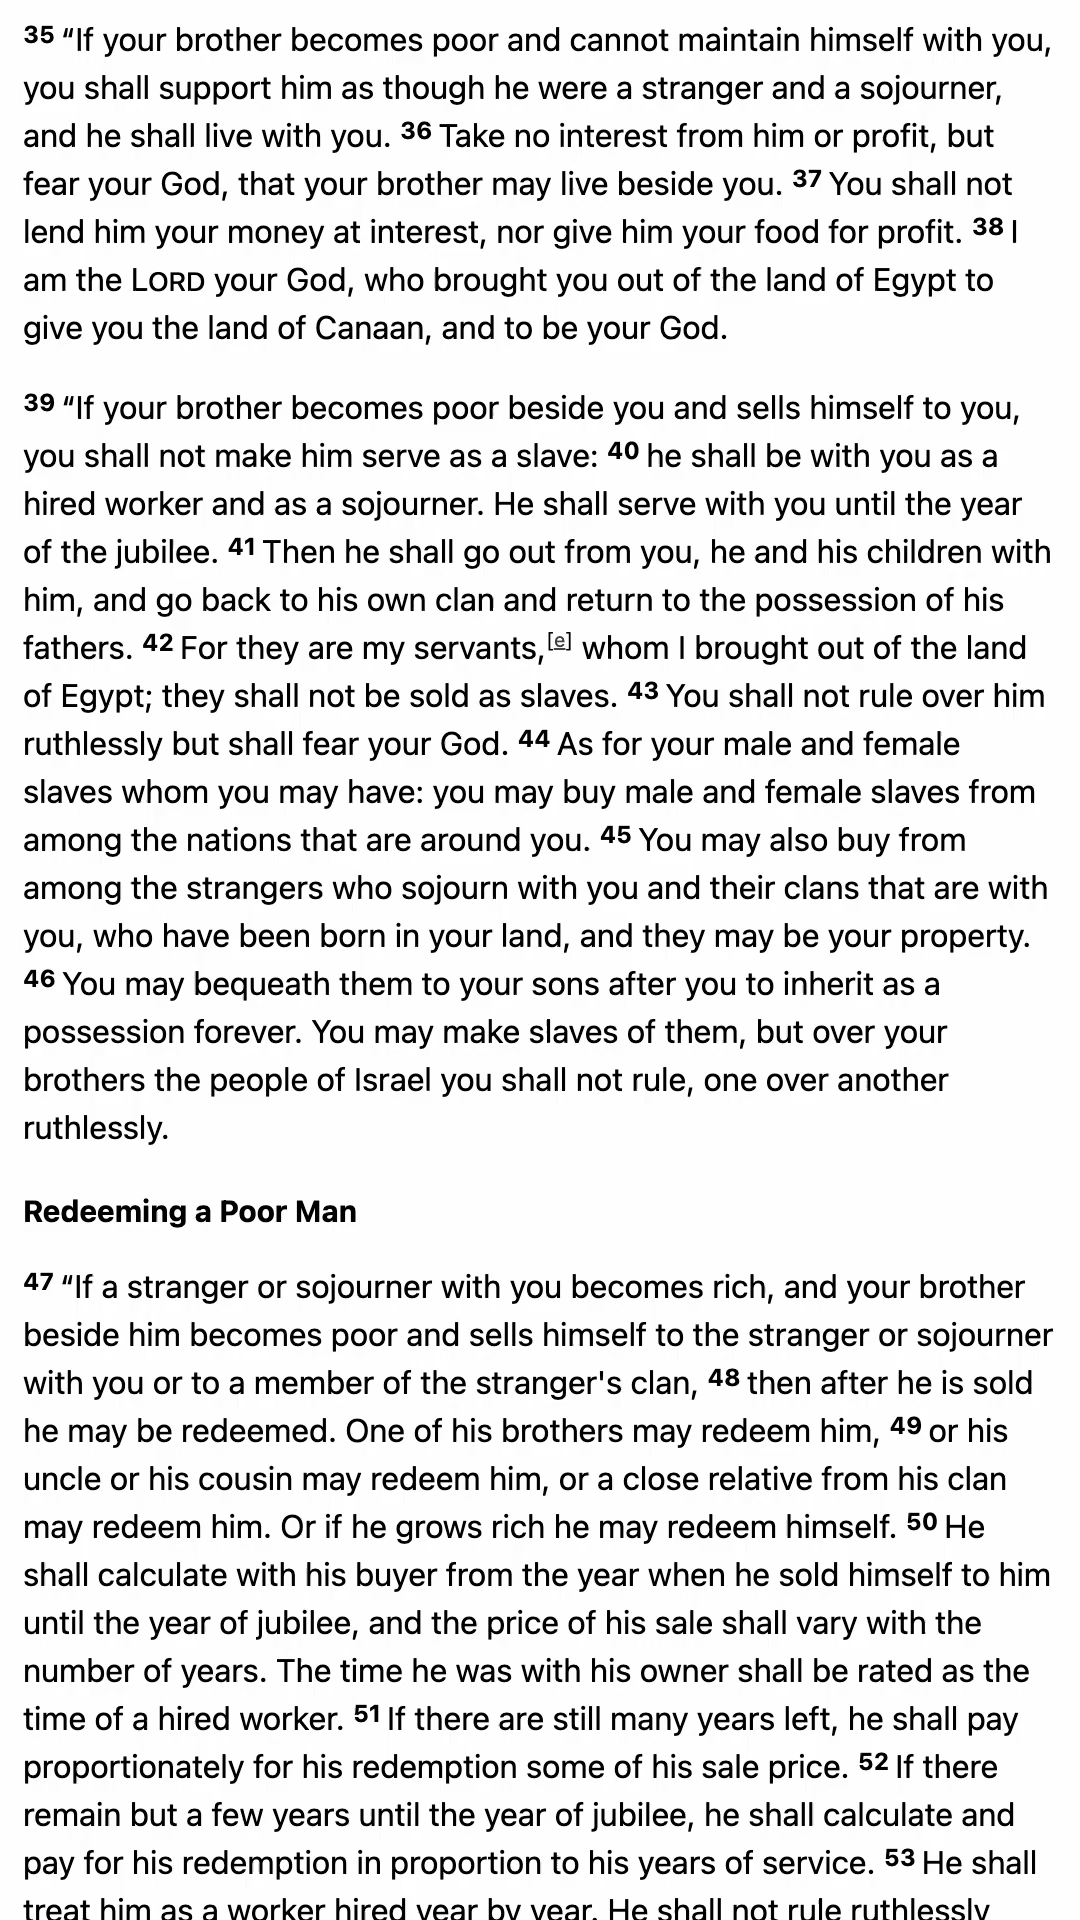 35 “If your brother becomes poor and cannot maintain himself with you,
you shall support him as though he were a stranger and a sojourner,
and he shall live with you. 36 Take no interest from him or profit, but
fear your God, that your brother may live beside you. 37 You shall not
lend him your money at interest, nor give him your food for profit. 38 I
am the LORD your God, who brought you out of the land of Egypt to
give you the land of Canaan, and to be your God.
39 “If your brother becomes poor beside you and sells himself to you,
you shall not make him serve as a slave: 40 he shall be with you as a
hired worker and as a sojourner. He shall serve with you until the year
of the jubilee. 41 Then he shall go out from you, he and his children with
him, and go back to his own clan and return to the possession of his
fathers. 42 For they are my servants,[e] whom I brought out of the land
of Egypt; they shall not be sold as slaves. 43 You shall not rule over him
ruthlessly but shall fear your God. 44 As for your male and female
slaves whom you may have: you may buy male and female slaves from
among the nations that are around you. 45 You may also buy from
among the strangers who sojourn with you and their clans that are with
you, who have been born in your land, and they may be your property.
46 You may bequeath them to your sons after you to inherit as a
possession forever. You may make slaves of them, but over your
brothers the people of Israel you shall not rule, one over another
ruthlessly.
Redeeming a Poor Man
47 “If a stranger or sojourner with you becomes rich, and your brother
beside him becomes poor and sells himself to the stranger or sojourner
with you or to a member of the stranger's clan, 48 then after he is sold
he may be redeemed. One of his brothers may redeem him, 49 or his
uncle or his cousin may redeem him, or a close relative from his clan
may redeem him. Or if he grows rich he may redeem himself. 50 He
shall calculate with his buyer from the year when he sold himself to him
until the year of jubilee, and the price of his sale shall vary with the
number of years. The time he was with his owner shall be rated as the
time of a hired worker. 51 If there are still many years left, he shall pay
proportionately for his redemption some of his sale price. 52 If there
remain but a few years until the year of jubilee, he shall calculate and
pay for his redemption in proportion to his years of service. 53 He shall
treat him as a worker hired year by year. He shall not rule ruthlessly